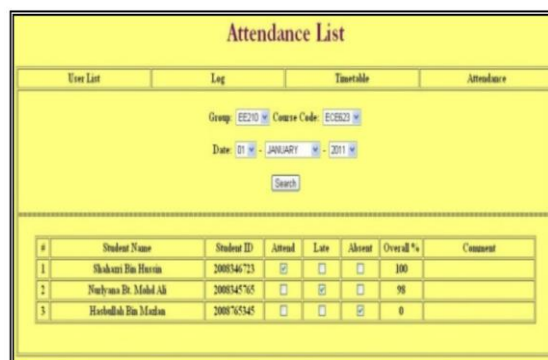 Attendance List
User List Log Timetable Attendance
Group: EE210 Course Code: ECE623
Date: 01 - JANUARY - 2011
Search
# Student Name Student ID Attend Late Absent Overall % Comment
1 Shahazri Bin Hussin 2008346723 100
2 Nurlyana Bt. Mohd Ali 2008345765 98
3 Hasbullah Bin Mazlan 2008765345 0